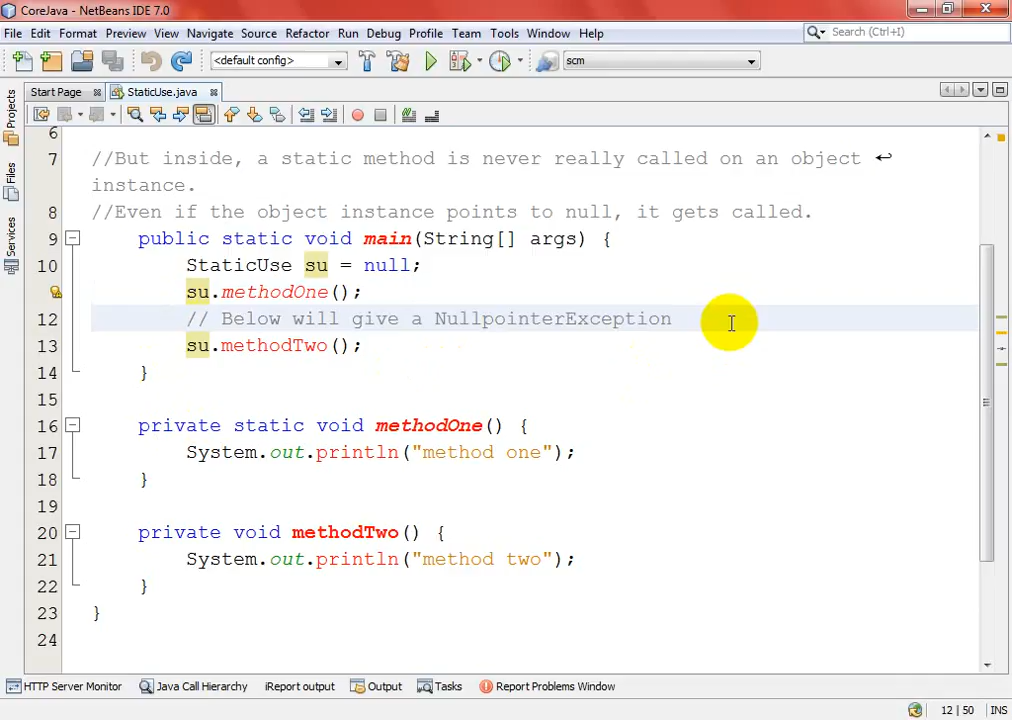 CoreJava - NetBeans IDE 7.0
File Edit Format Preview View Navigate Source Refactor Run Debug Profile Team Tools Window Help
Search (Ctrl+I)
<default config>
scm
Start Page
StaticUse.java
Projects
Files
Services
6
7 //But inside, a static method is never really called on an object
instance.
8 //Even if the object instance points to null, it gets called.
9 public static void main(String[] args) {
10 StaticUse su = null;
su.methodOne();
12 // Below will give a NullpointerException
13 su.methodTwo();
14 }
15
16 private static void methodOne() {
17 System.out.println("method one");
18 }
19
20 private void methodTwo() {
21 System.out.println("method two");
22 }
23 }
24
HTTP Server Monitor Java Call Hierarchy iReport output Output Tasks Report Problems Window
12 | 50 INS